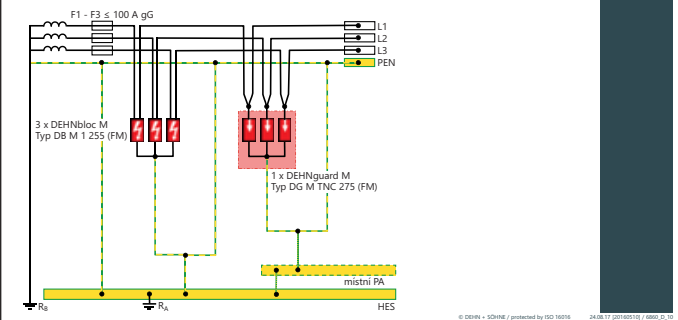 F1 - F3 ≤ 100 A gG
L1
L2
L3
PEN
3 x DEHNbloc M
Typ DB M 1 255 (FM)
1 x DEHNguard M
Typ DG M TNC 275 (FM)
mistni PA
RB
RA
HES
© DEHN + SÖHNE / protected by ISO 16016
24.08.17 [20160510] / 6860_D_10